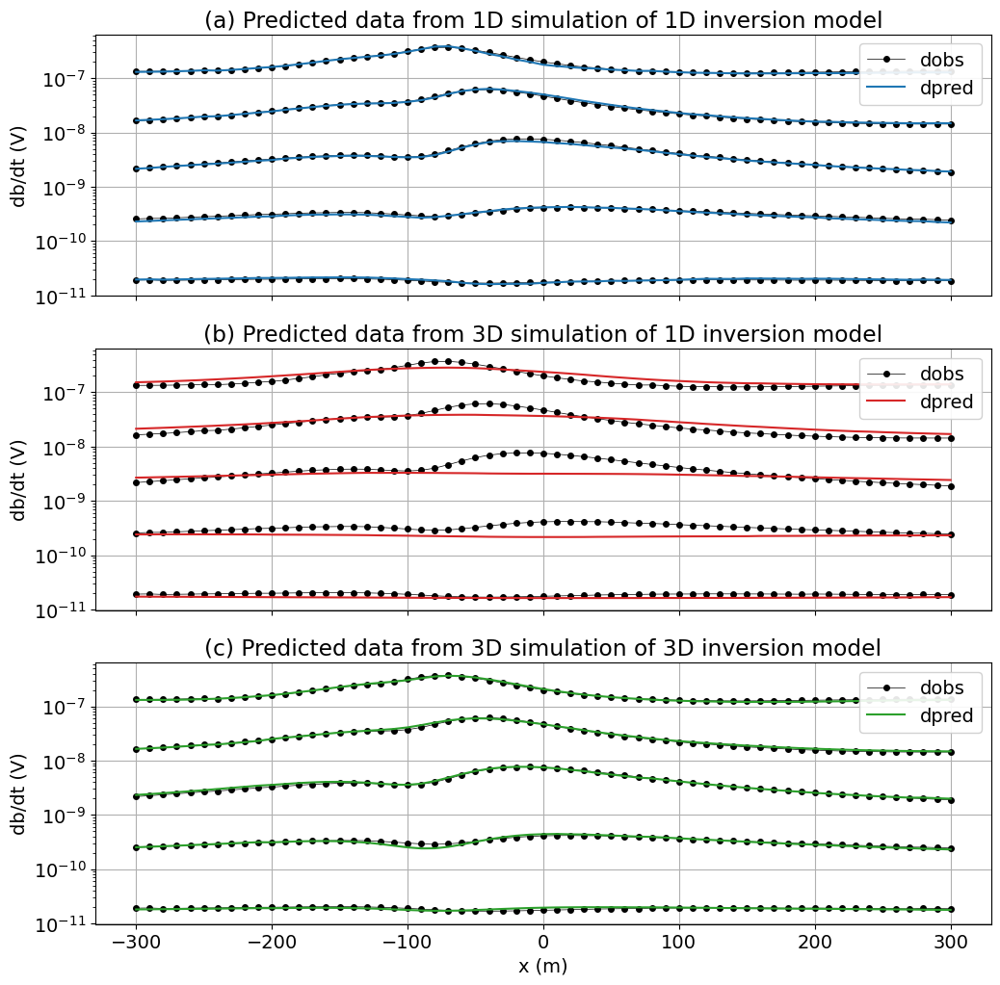 (a) Predicted data from 1D simulation of 1D inversion model
dobs
dpred
db/dt (V)
10⁻⁷
10⁻⁸
10⁻⁹
10⁻¹⁰
10⁻¹¹
(b) Predicted data from 3D simulation of 1D inversion model
dobs
dpred
db/dt (V)
10⁻⁷
10⁻⁸
10⁻⁹
10⁻¹⁰
10⁻¹¹
(c) Predicted data from 3D simulation of 3D inversion model
dobs
dpred
db/dt (V)
10⁻⁷
10⁻⁸
10⁻⁹
10⁻¹⁰
10⁻¹¹
−300 −200 −100 0 100 200 300
x (m)